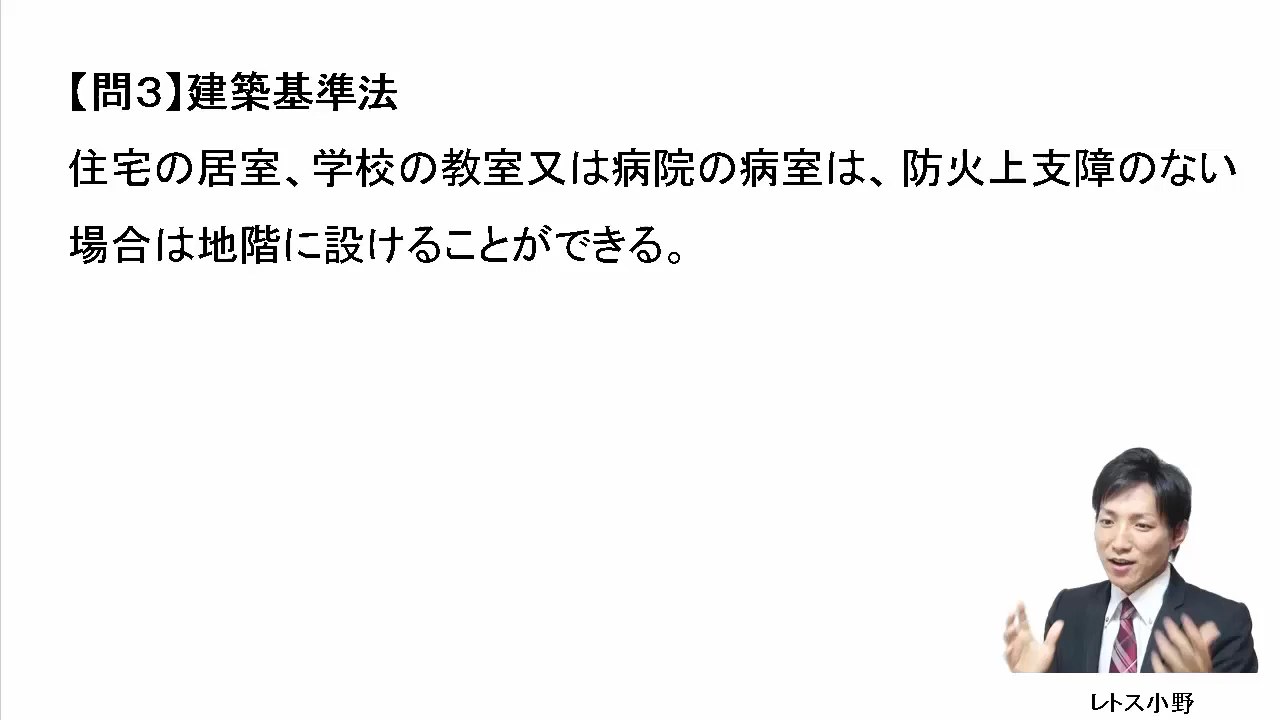 【問3】建築基準法
住宅の居室、学校の教室又は病院の病室は、防火上支障のない
場合は地階に設けることができる。
レトス小野